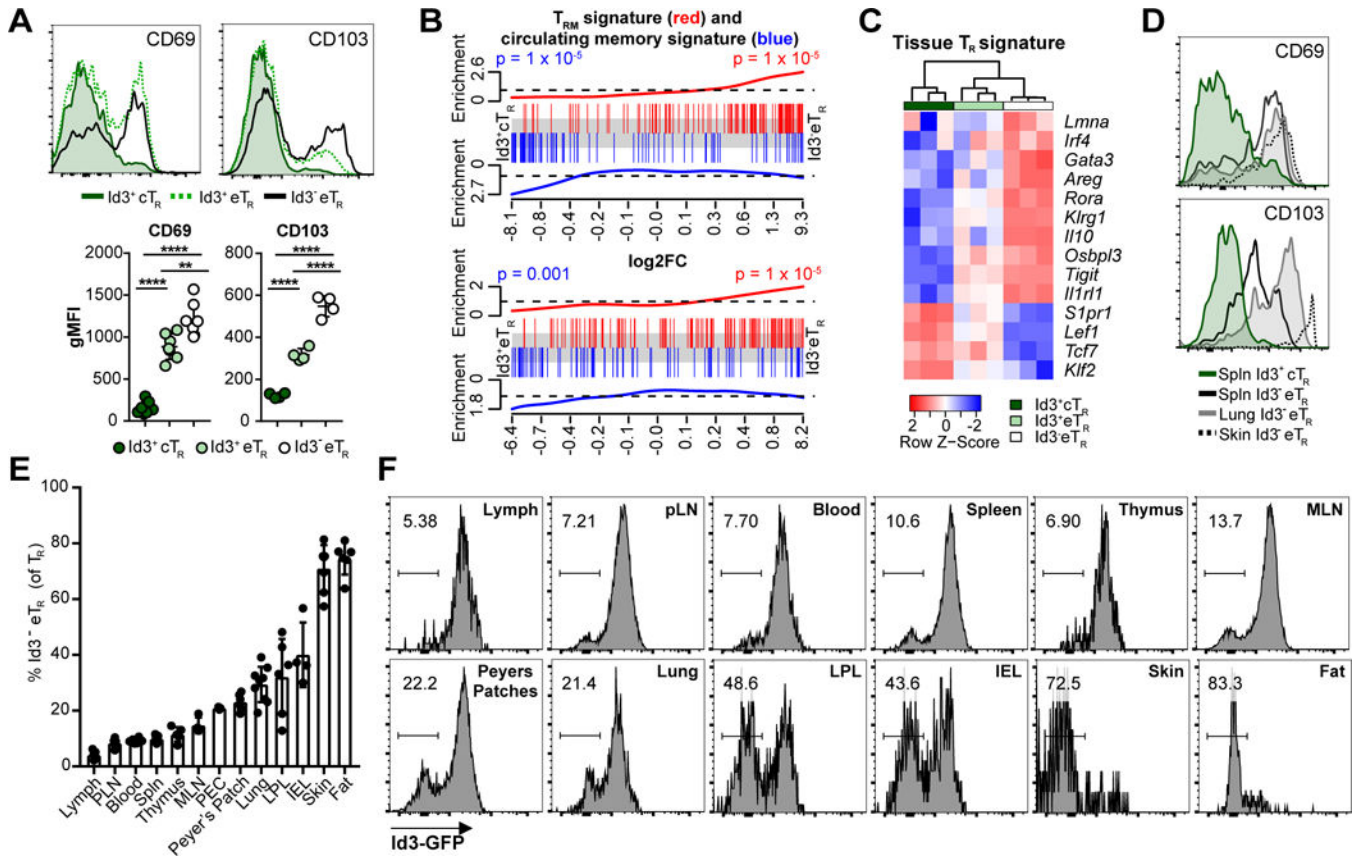 A
CD69
CD103
Id3+ cTR
Id3+ eTR
Id3- eTR
CD69
CD103
****
**
****
****
****
****
gMFI
2000
1500
1000
500
0
800
600
400
200
0
Id3+ cTR
Id3+ eTR
Id3- eTR
B
TRM signature (red) and
circulating memory signature (blue)
p = 1 x 10-5
p = 1 x 10-5
Enrichment
2.6
0
Id3+cTR
Id3-eTR
Enrichment
0
2.7
-8.1
-0.8
-0.4
-0.2
-0.1
-0.0
0.1
0.3
0.6
1.3
9.3
log2FC
p = 0.001
p = 1 x 10-5
Enrichment
2
0
Id3+eTR
Id3-eTR
Enrichment
0
1.8
-6.4
-0.7
-0.4
-0.2
-0.1
-0.0
0.1
0.2
0.5
0.9
8.2
C
Tissue TR signature
Lmna
Irf4
Gata3
Areg
Rora
Klrg1
Il10
Osbpl3
Tigit
Il1rl1
S1pr1
Lef1
Tcf7
Klf2
2 0 -2
Row Z-Score
Id3+cTR
Id3+eTR
Id3-eTR
D
CD69
CD103
Spln Id3+ cTR
Spln Id3- eTR
Lung Id3- eTR
Skin Id3- eTR
E
% Id3- eTR (of TR)
100
80
60
40
20
0
Lymph
PLN
Blood
Spln
Thymus
MLN
PEC
Peyer's Patch
Lung
LPL
IEL
Skin
Fat
F
Lymph
5.38
pLN
7.21
Blood
7.70
Spleen
10.6
Thymus
6.90
MLN
13.7
Peyers
Patches
22.2
Lung
21.4
LPL
48.6
IEL
43.6
Skin
72.5
Fat
83.3
Id3-GFP